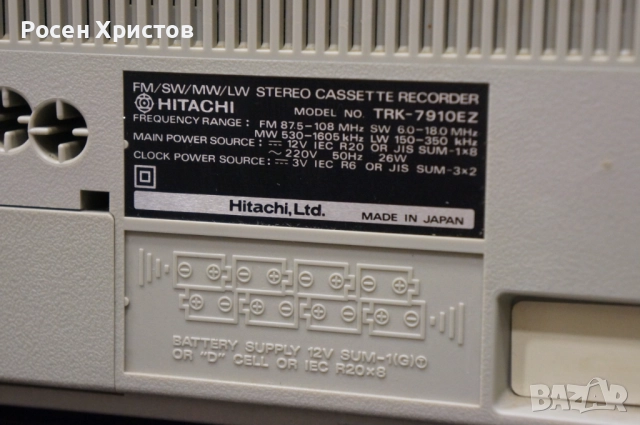 Росен Христов
FM/SW/MW/LW STEREO CASSETTE RECORDER
HITACHI MODEL NO. TRK-7910EZ
FREQUENCY RANGE: FM 87.5-108 MHz SW 6.0-18.0 MHz
MW 530-1605 kHz LW 150-350 kHz
MAIN POWER SOURCE: 12V IEC R20 OR JIS SUM-1×8
~ 220V 50Hz 26W
CLOCK POWER SOURCE: 3V IEC R6 OR JIS SUM-3×2
Hitachi, Ltd. MADE IN JAPAN
BATTERY SUPPLY 12V SUM-1(G)
OR "D" CELL OR IEC R20×8
BAZAR